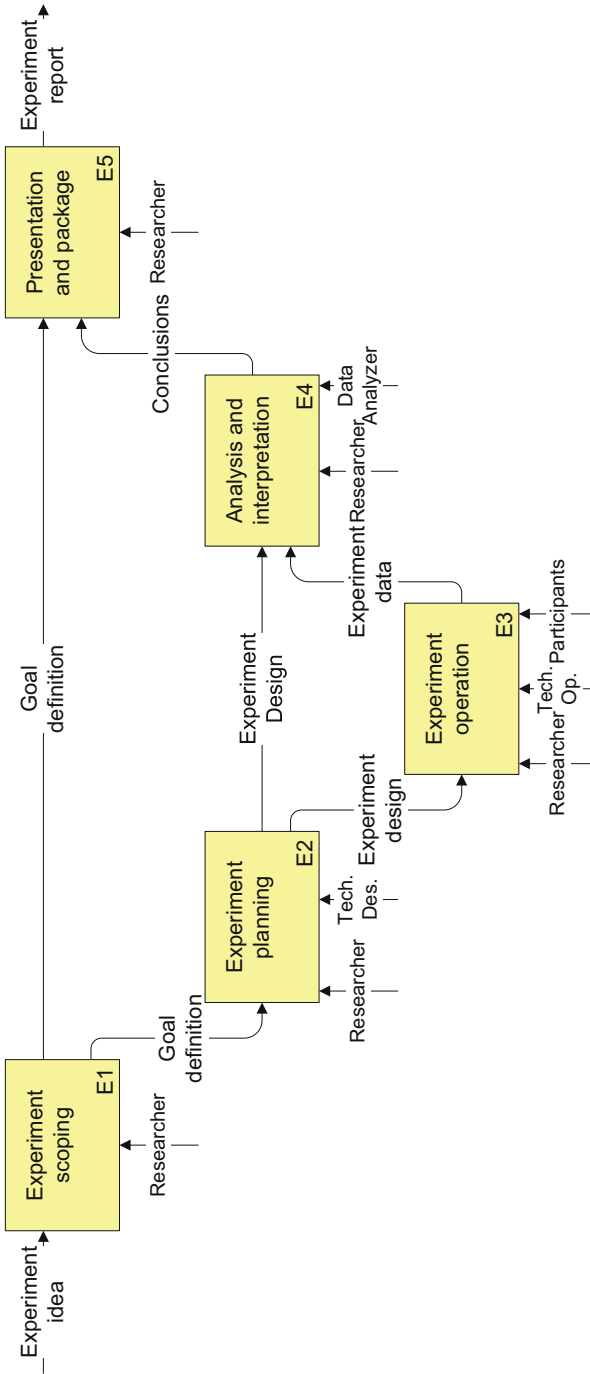 Experiment
idea
Experiment
scoping
E1
Researcher
Goal
definition
Goal
definition
Experiment
planning
E2
Researcher
Tech.
Des.
Experiment
Design
Experiment
design
Experiment
operation
E3
Researcher
Tech.
Op.
Participants
Experiment
data
Analysis and
interpretation
E4
Researcher
Data
Analyzer
Conclusions
Presentation
and package
E5
Researcher
Experiment
report